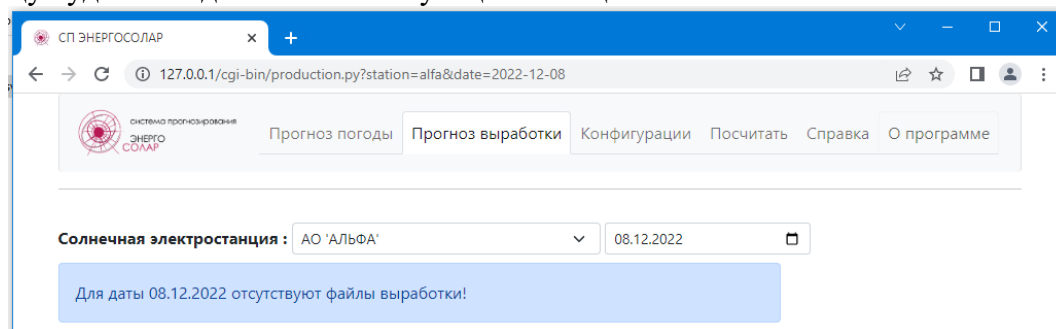 СП ЭНЕРГОСОЛАР
127.0.0.1/cgi-bin/production.py?station=alfa&date=2022-12-08
система прогнозирования
ЭНЕРГО
СОЛАР
Прогноз погоды Прогноз выработки Конфигурации Посчитать Справка О программе
Солнечная электростанция : АО 'АЛЬФА' 08.12.2022
Для даты 08.12.2022 отсутствуют файлы выработки!